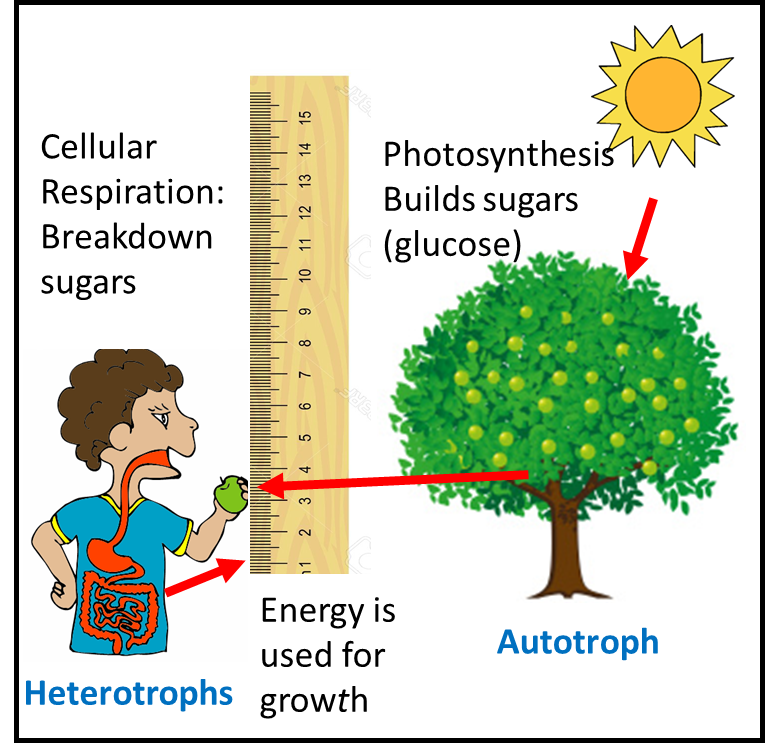 Cellular
Respiration:
Breakdown
sugars
Photosynthesis
Builds sugars
(glucose)
15
14
13
12
11
10
9
8
7
6
5
4
3
2
1
Energy is
used for
growth
Autotroph
Heterotrophs